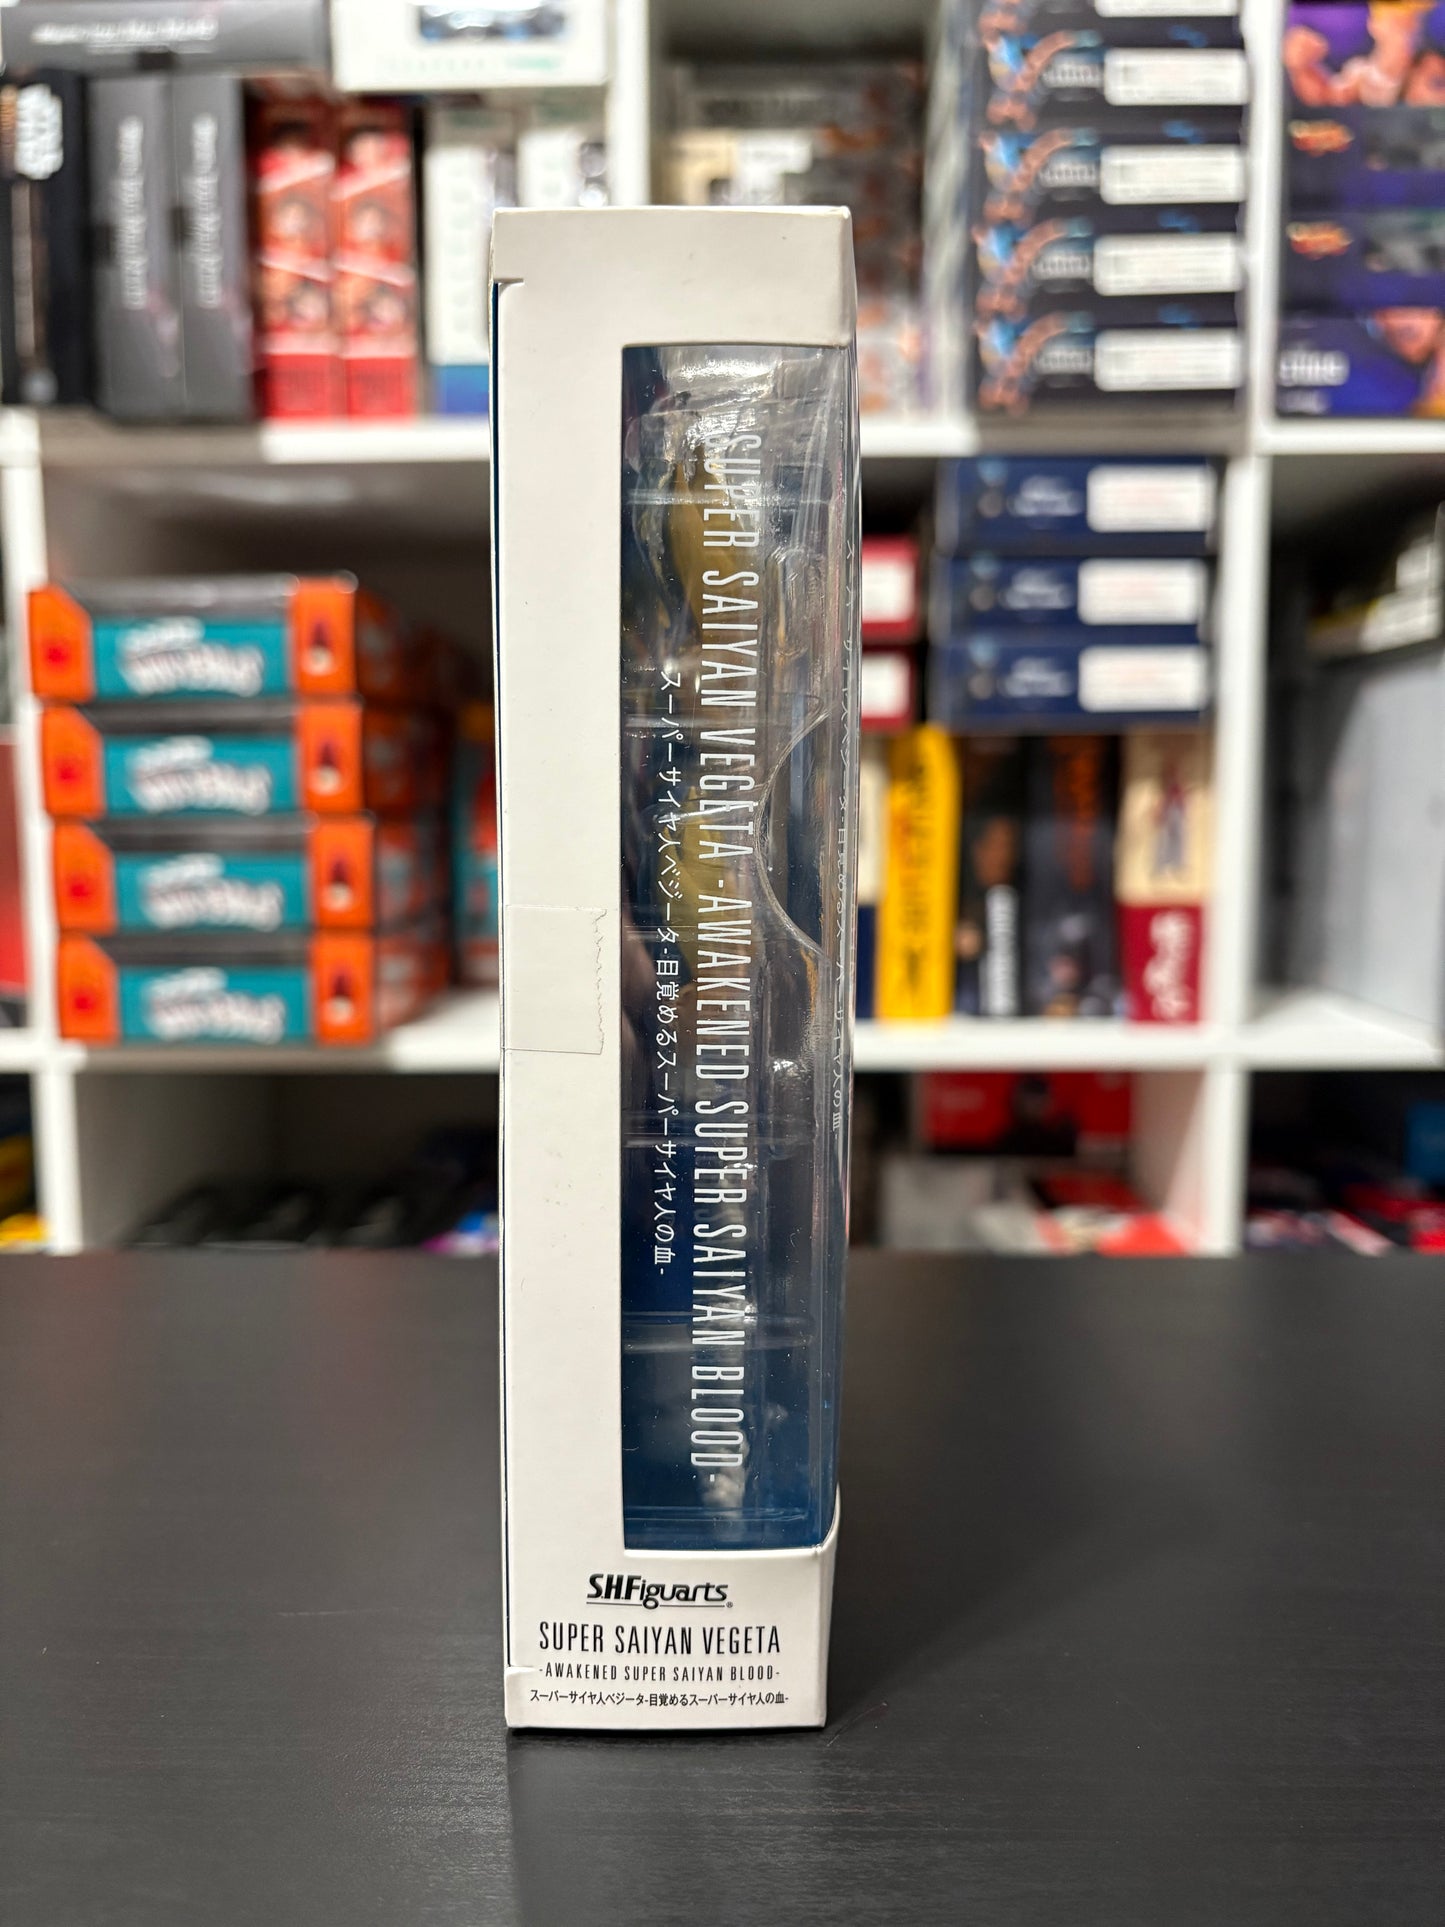 SUPER SAIYAN VEGETA -AWAKENED SUPER SAIYAN BLOOD-
スーパーサイヤ人ベジータ-目覚めるスーパーサイヤ人の血-
S.H.Figuarts®
SUPER SAIYAN VEGETA
-AWAKENED SUPER SAIYAN BLOOD-
スーパーサイヤ人ベジータ-目覚めるスーパーサイヤ人の血-